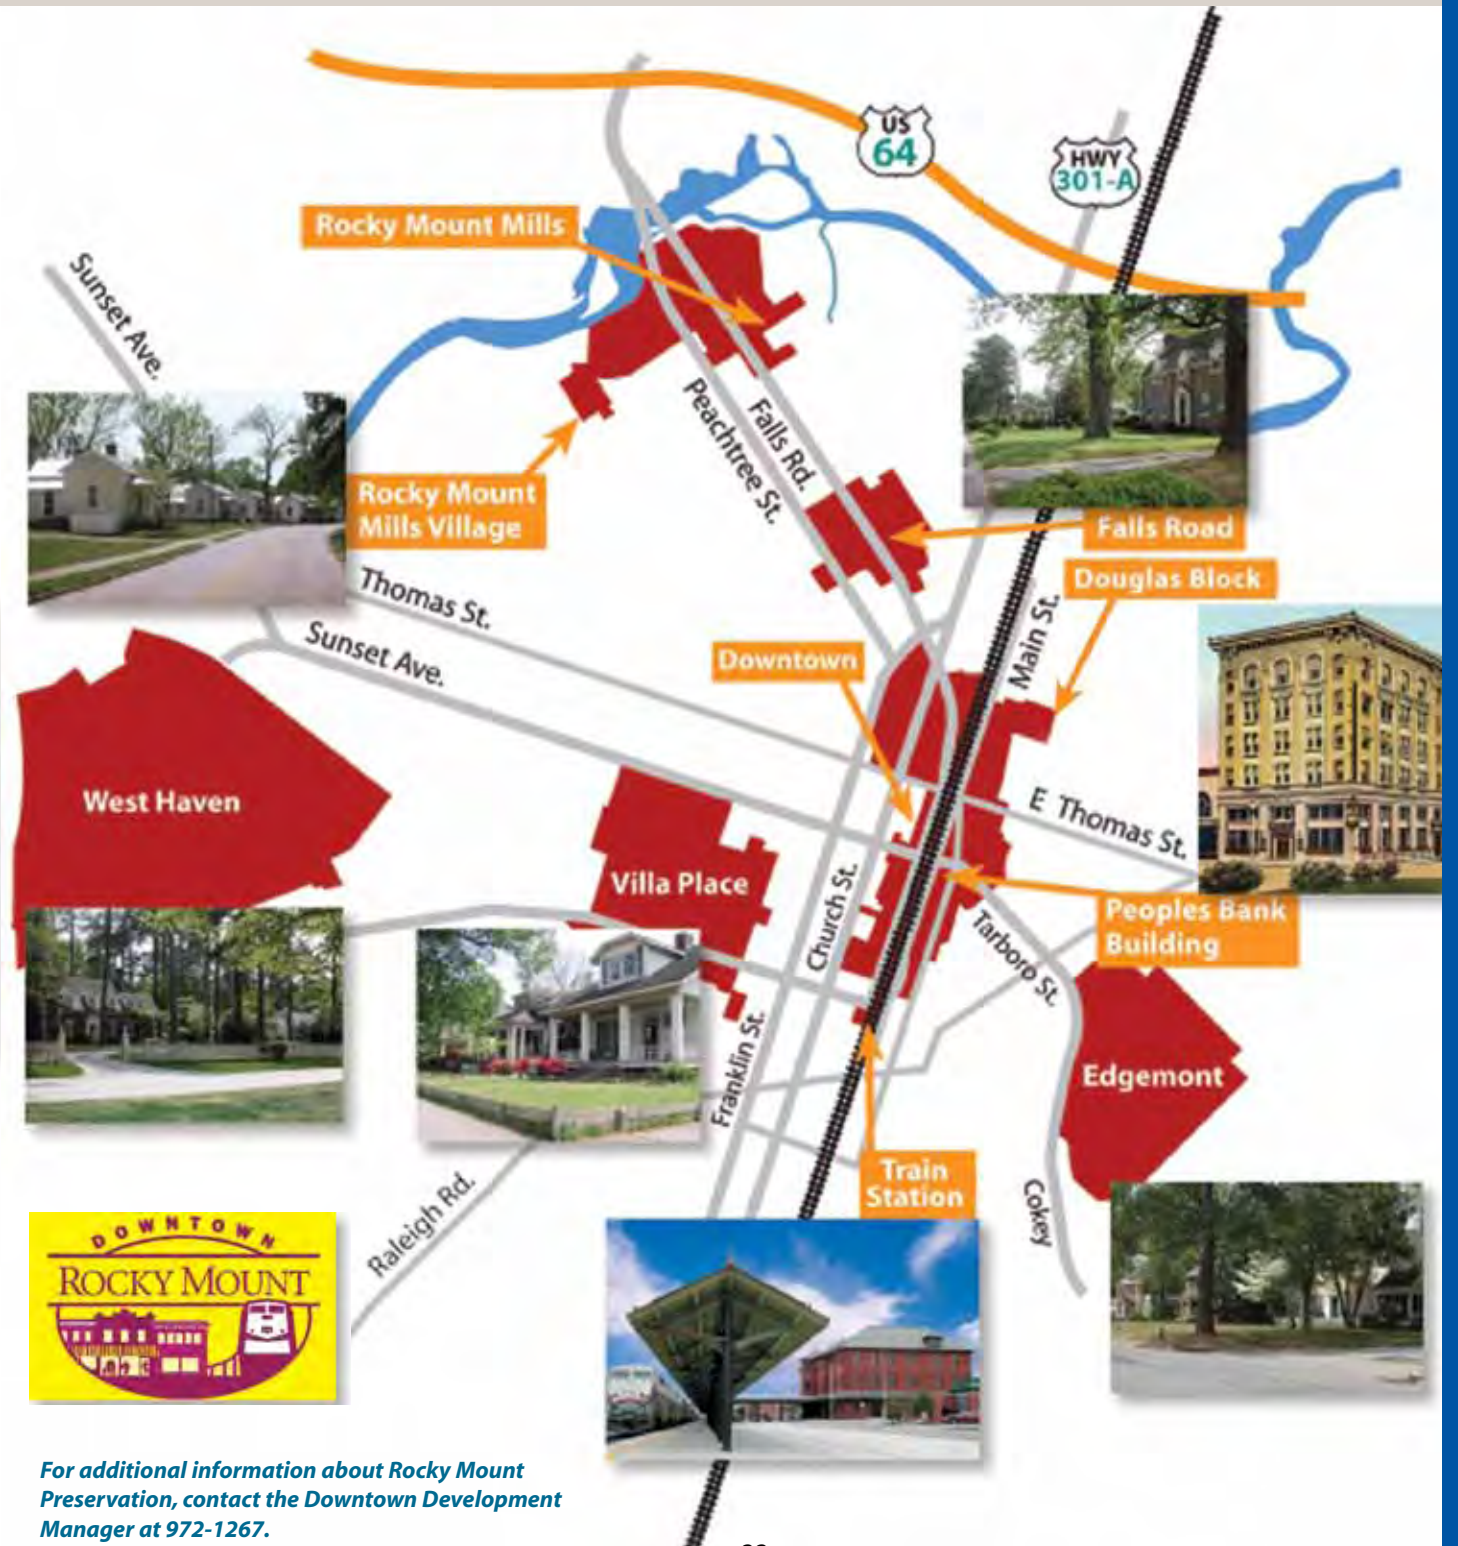 US
64
HWY
301-A
Rocky Mount Mills
Sunset Ave.
Peachtree St.
Falls Rd.
Rocky Mount
Mills Village
Falls Road
Douglas Block
Thomas St.
Sunset Ave.
Main St.
Downtown
West Haven
E Thomas St.
Villa Place
Church St.
Peoples Bank
Building
Tarboro St.
Franklin St.
Edgemont
Train
Station
Raleigh Rd.
Cokey
DOWNTOWN
ROCKY MOUNT
For additional information about Rocky Mount
Preservation, contact the Downtown Development
Manager at 972-1267.